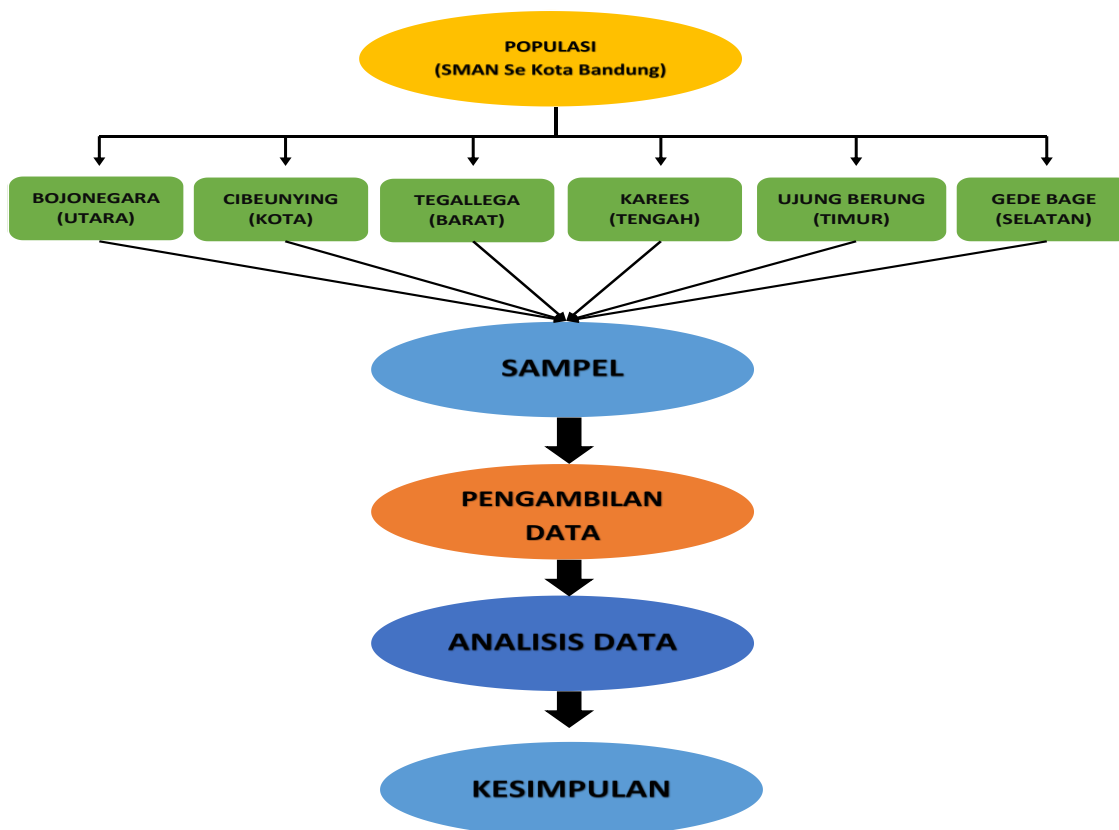 POPULASI
(SMAN Se Kota Bandung)
BOJONEGARA
(UTARA)
CIBEUNYING
(KOTA)
TEGALLEGA
(BARAT)
KAREES
(TENGAH)
UJUNG BERUNG
(TIMUR)
GEDE BAGE
(SELATAN)
SAMPEL
PENGAMBILAN
DATA
ANALISIS DATA
KESIMPULAN